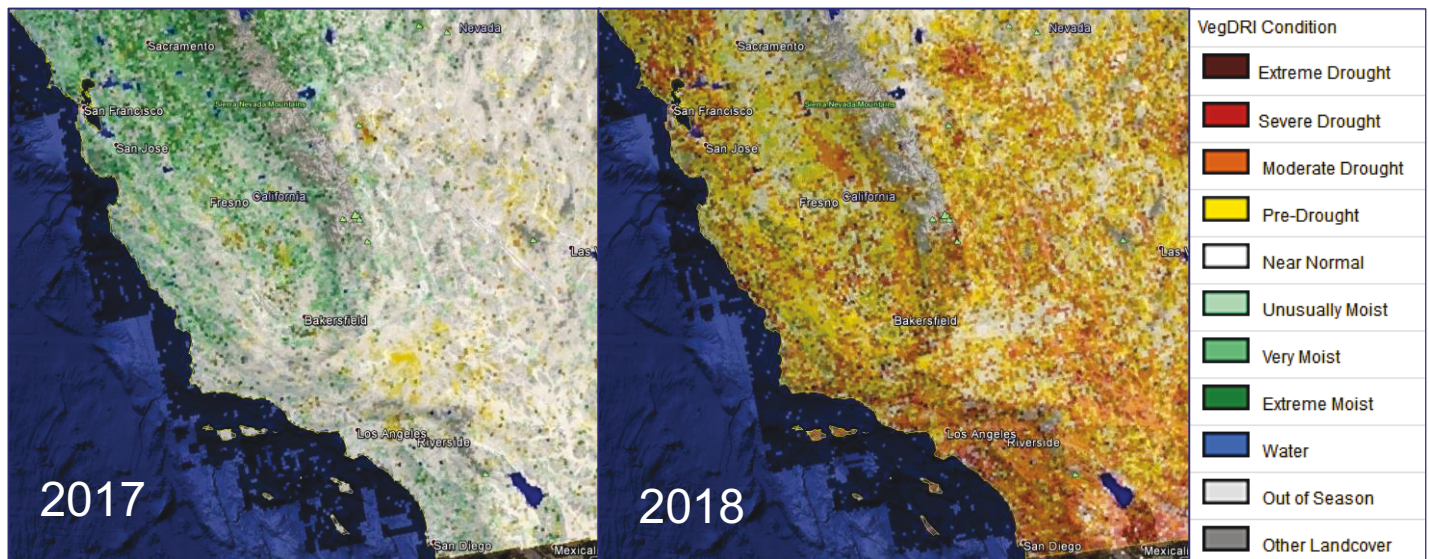 Nevada
Sacramento
Sierra Nevada Mountains
San Francisco
San Jose
California
Fresno
Las V
Bakersfield
Los Angeles
Riverside
2017
San Diego
Mexicali
Nevada
Sacramento
Sierra Nevada Mountains
San Francisco
San Jose
California
Fresno
Las V
Bakersfield
Los Angeles
Riverside
2018
San Diego
Mexical
VegDRI Condition
Extreme Drought
Severe Drought
Moderate Drought
Pre-Drought
Near Normal
Unusually Moist
Very Moist
Extreme Moist
Water
Out of Season
Other Landcover